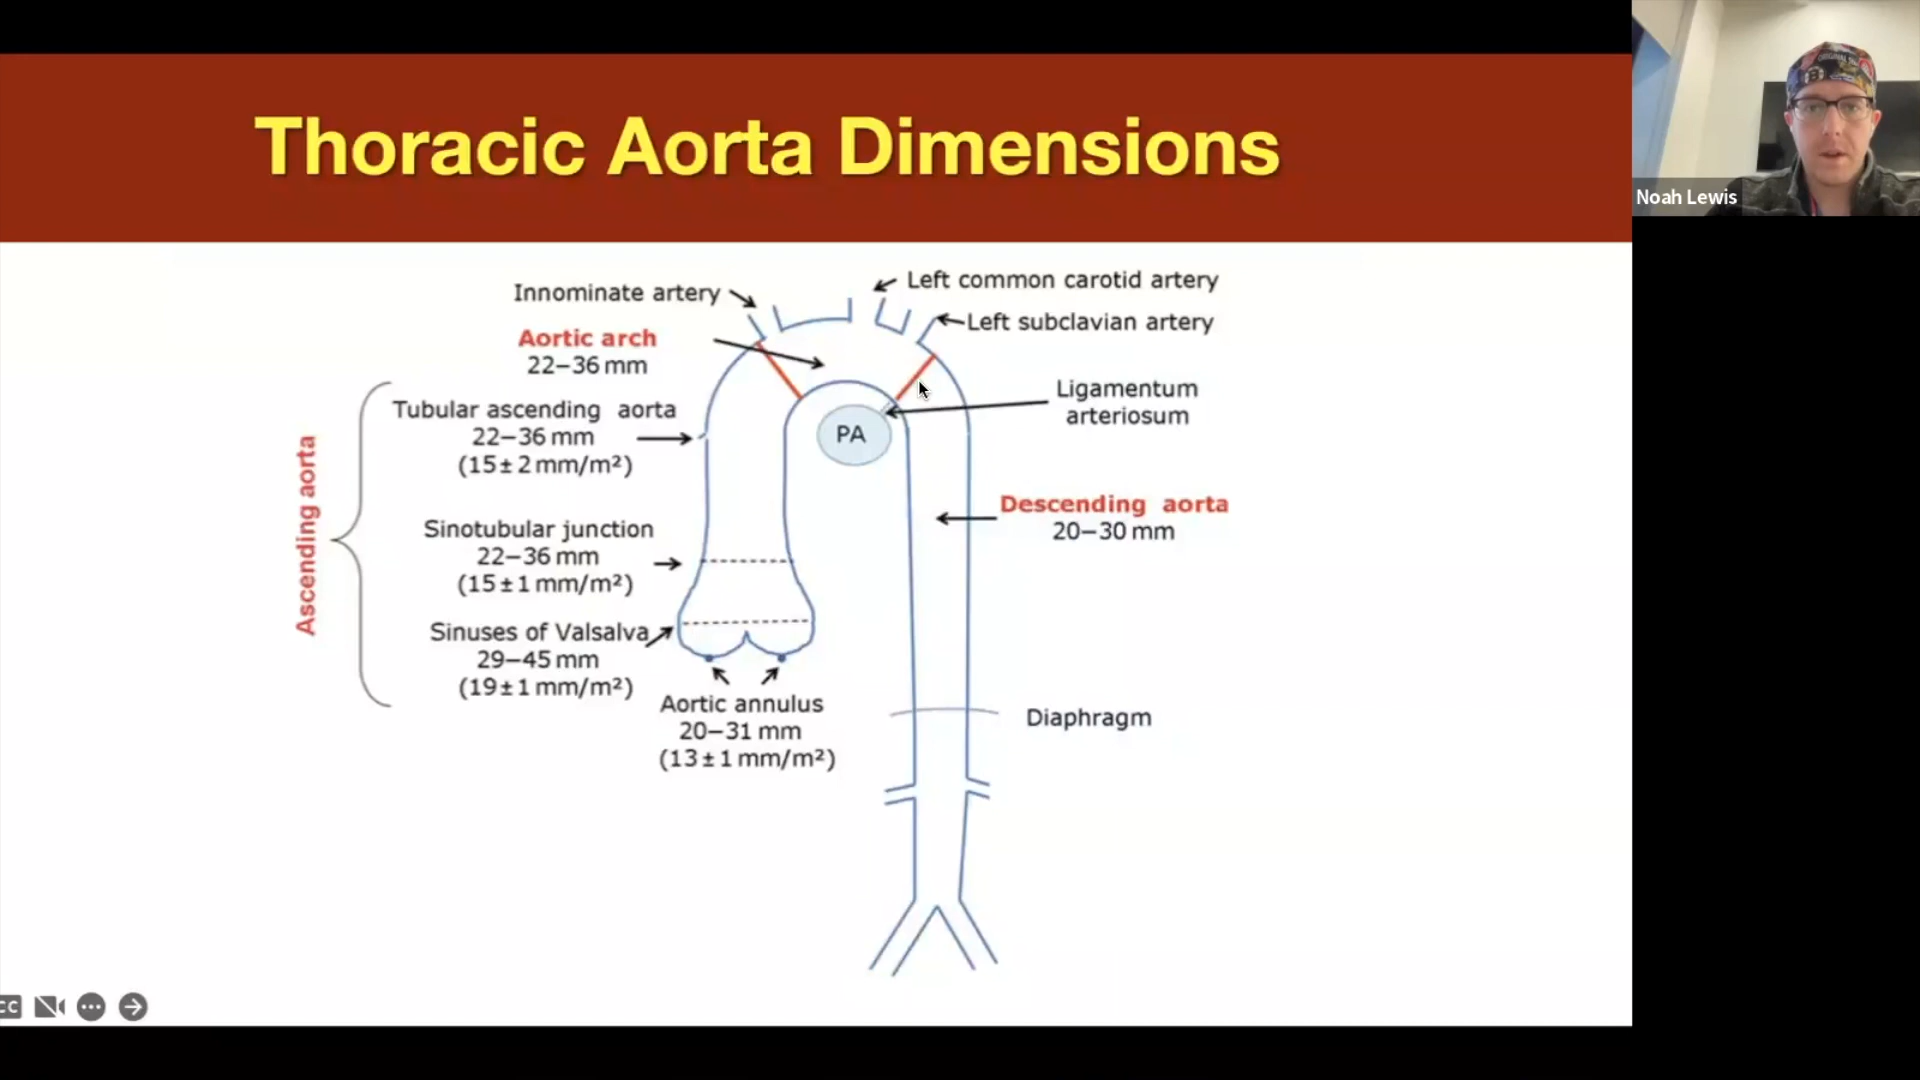 Thoracic Aorta Dimensions
Noah Lewis
Innominate artery
Left common carotid artery
Left subclavian artery
Aortic arch
22–36 mm
Ligamentum
arteriosum
Tubular ascending aorta
22–36 mm
(15±2 mm/m²)
PA
Ascending aorta
Descending aorta
20–30 mm
Sinotubular junction
22–36 mm
(15±1 mm/m²)
Sinuses of Valsalva
29–45 mm
(19±1 mm/m²)
Aortic annulus
20–31 mm
(13±1 mm/m²)
Diaphragm
CC